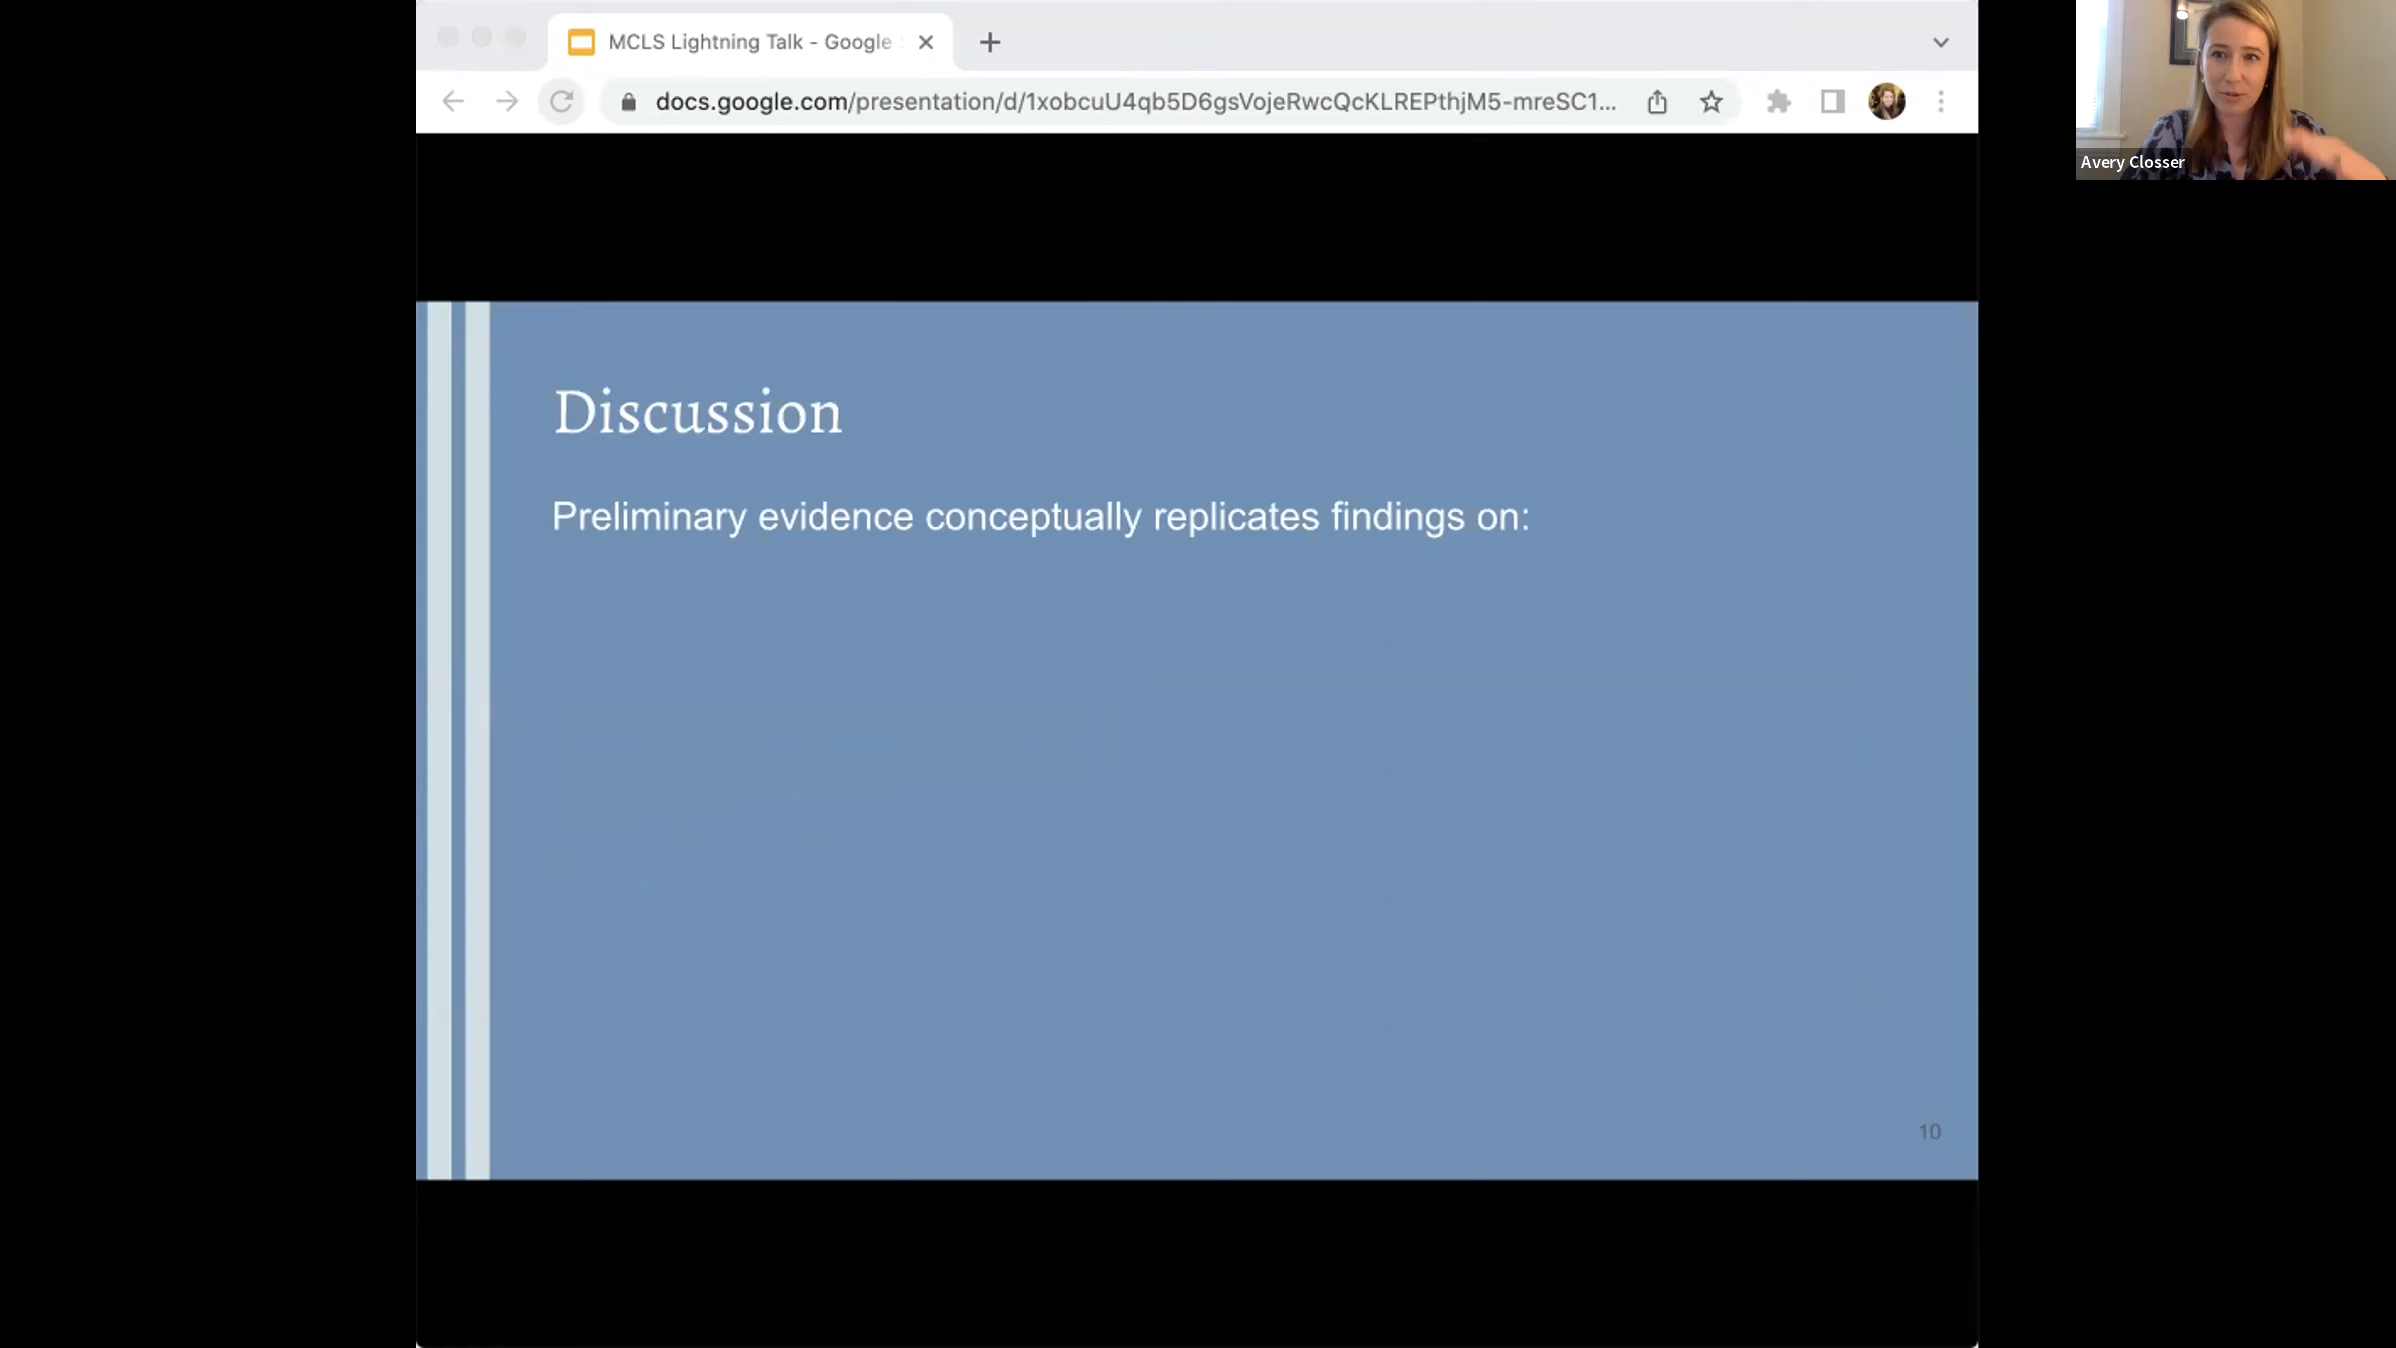 MCLS Lightning Talk - Google
docs.google.com/presentation/d/1xobcuU4qb5D6gsVojeRwcQcKLREPthjM5-mreSC1...
Avery Closser
Discussion
Preliminary evidence conceptually replicates findings on:
10